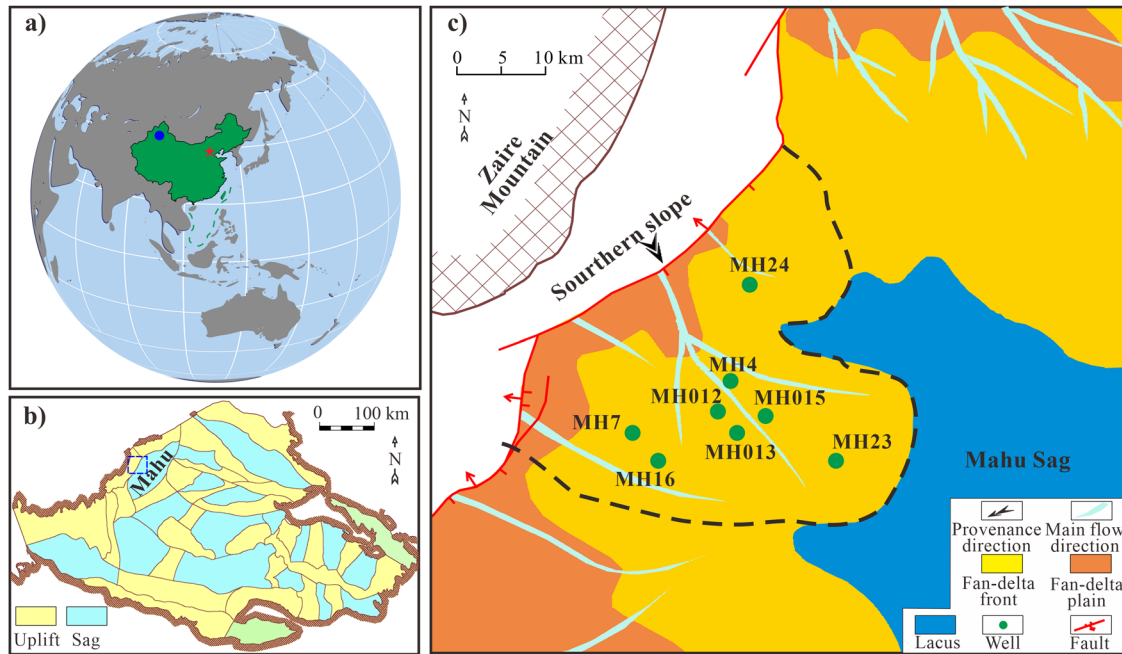 a)
b)
0 100 km
N
Mahu
Uplift Sag
c)
0 5 10 km
N
Zaire
Mountain
Sourthern slope
MH24
MH4
MH012
MH015
MH7
MH013
MH23
MH16
Mahu Sag
Provenance
direction
Main flow
direction
Fan-delta
front
Fan-delta
plain
Lacus Well Fault